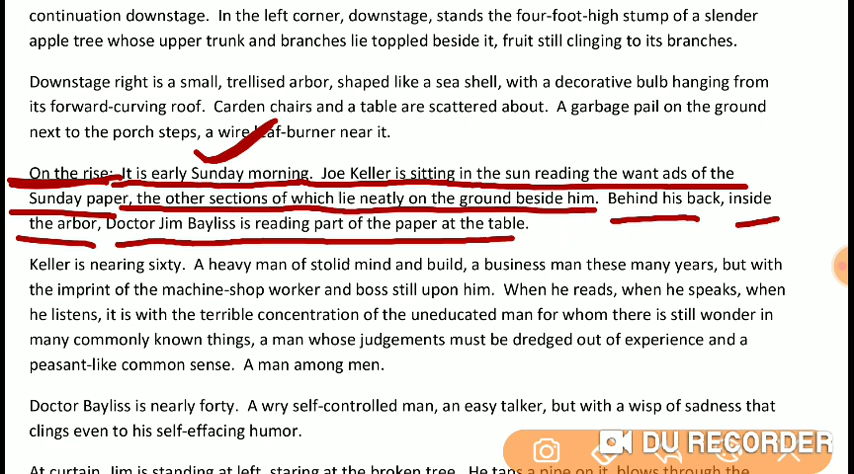 continuation downstage. In the left corner, downstage, stands the four-foot-high stump of a slender
apple tree whose upper trunk and branches lie toppled beside it, fruit still clinging to its branches.
Downstage right is a small, trellised arbor, shaped like a sea shell, with a decorative bulb hanging from
its forward-curving roof. Carden chairs and a table are scattered about. A garbage pail on the ground
next to the porch steps, a wire leaf-burner near it.
On the rise: It is early Sunday morning. Joe Keller is sitting in the sun reading the want ads of the
Sunday paper, the other sections of which lie neatly on the ground beside him. Behind his back, inside
the arbor, Doctor Jim Bayliss is reading part of the paper at the table.
Keller is nearing sixty. A heavy man of stolid mind and build, a business man these many years, but with
the imprint of the machine-shop worker and boss still upon him. When he reads, when he speaks, when
he listens, it is with the terrible concentration of the uneducated man for whom there is still wonder in
many commonly known things, a man whose judgements must be dredged out of experience and a
peasant-like common sense. A man among men.
Doctor Bayliss is nearly forty. A wry self-controlled man, an easy talker, but with a wisp of sadness that
clings even to his self-effacing humor.
DU RECORDER
At curtain, Jim is standing at left, staring at the broken tree. He taps a pipe on it, blows through the